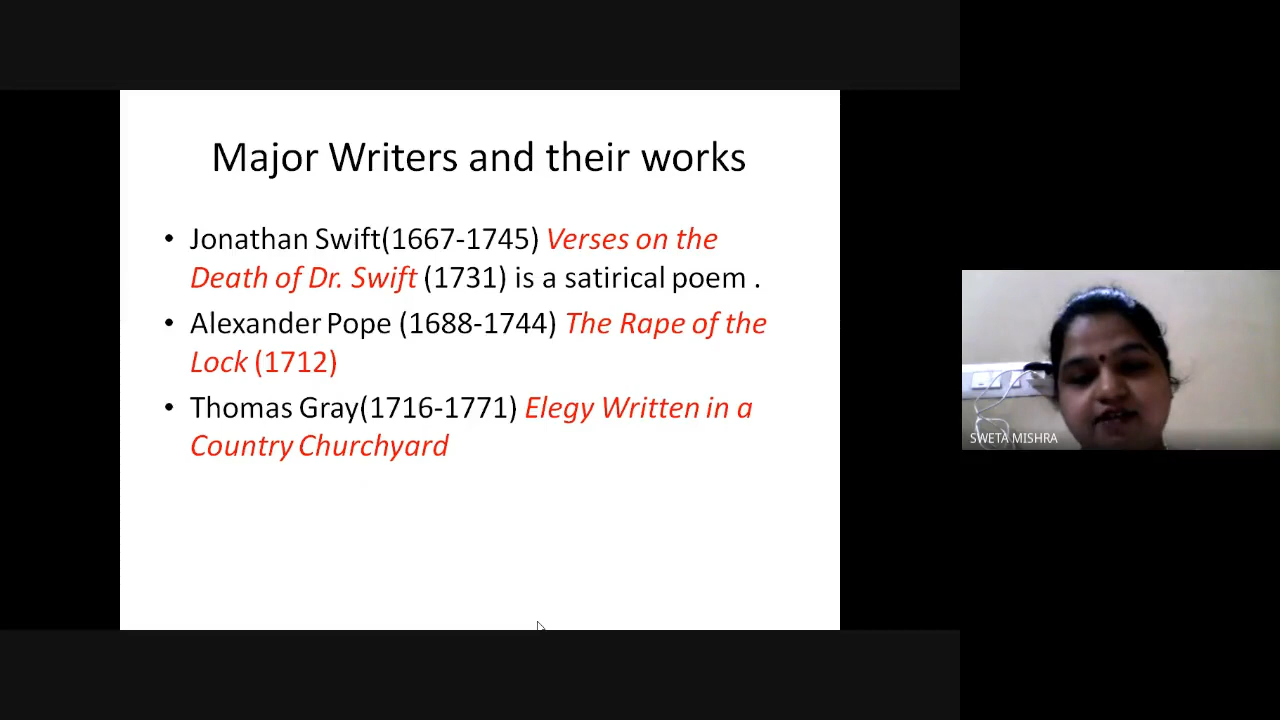 Major Writers and their works
• Jonathan Swift(1667-1745) Verses on the
Death of Dr. Swift (1731) is a satirical poem .
• Alexander Pope (1688-1744) The Rape of the
Lock (1712)
• Thomas Gray(1716-1771) Elegy Written in a
Country Churchyard
SWETA MISHRA